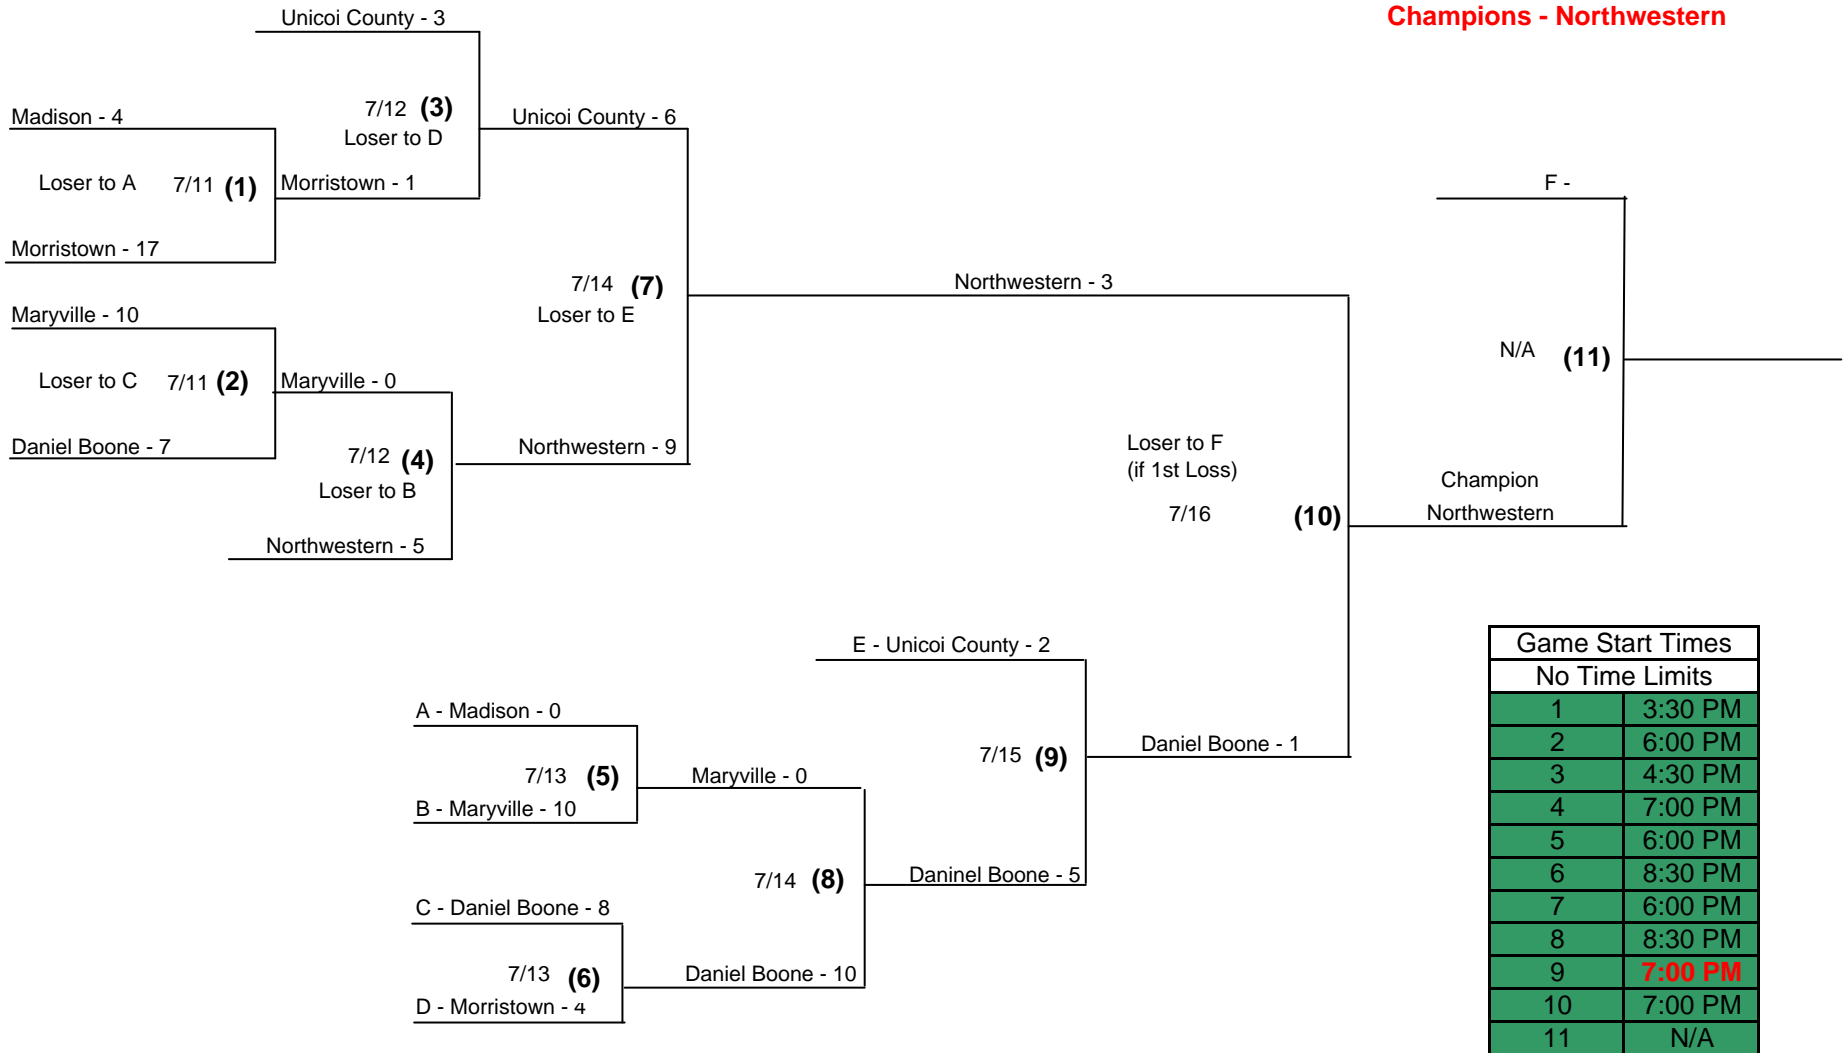 Unicoi County - 3
Champions - Northwestern
7/12 (3)
Loser to D
Madison - 4
Unicoi County - 6
Loser to A 7/11 (1)
Morristown - 1
F -
Morristown - 17
7/14 (7)
Loser to E
Northwestern - 3
Maryville - 10
N/A (11)
Loser to C 7/11 (2)
Maryville - 0
Daniel Boone - 7
7/12 (4)
Loser to B
Northwestern - 9
Loser to F
(if 1st Loss)
7/16 (10)
Champion
Northwestern
Northwestern - 5
E - Unicoi County - 2
A - Madison - 0
7/13 (5)
B - Maryville - 10
Maryville - 0
7/15 (9)
Daniel Boone - 1
7/14 (8)
Daninel Boone - 5
C - Daniel Boone - 8
7/13 (6)
D - Morristown - 4
Daniel Boone - 10
Game Start Times
No Time Limits
1 3:30 PM
2 6:00 PM
3 4:30 PM
4 7:00 PM
5 6:00 PM
6 8:30 PM
7 6:00 PM
8 8:30 PM
9 7:00 PM
10 7:00 PM
11 N/A